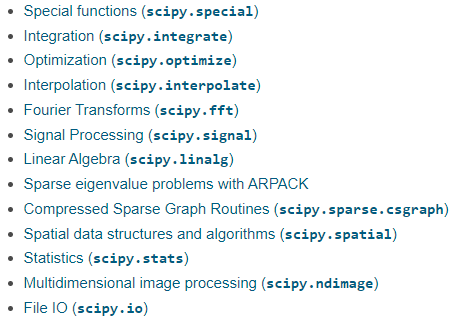 Special functions (scipy.special)
Integration (scipy.integrate)
Optimization (scipy.optimize)
Interpolation (scipy.interpolate)
Fourier Transforms (scipy.fft)
Signal Processing (scipy.signal)
Linear Algebra (scipy.linalg)
Sparse eigenvalue problems with ARPACK
Compressed Sparse Graph Routines (scipy.sparse.csgraph)
Spatial data structures and algorithms (scipy.spatial)
Statistics (scipy.stats)
Multidimensional image processing (scipy.ndimage)
File IO (scipy.io)